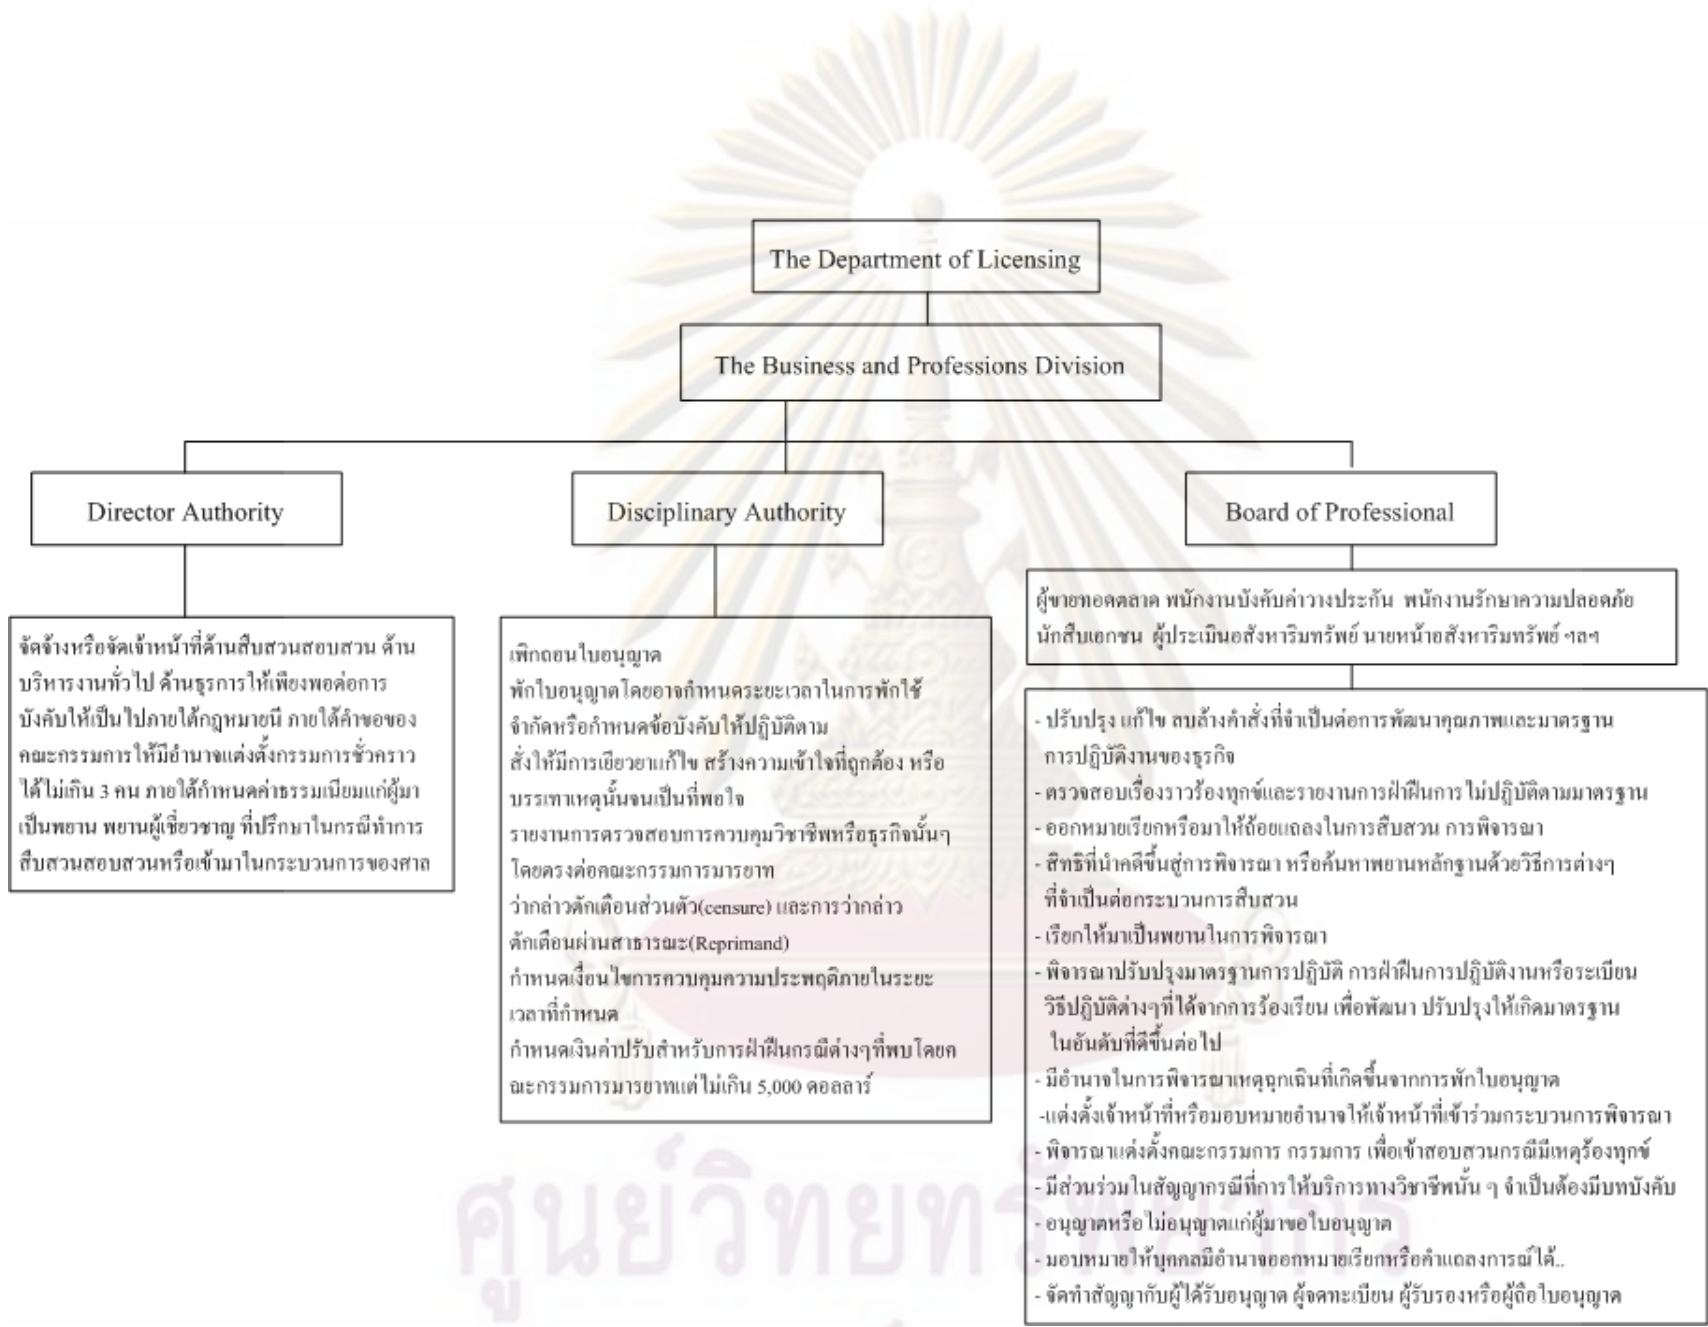 The Department of Licensing
The Business and Professions Division
Director Authority
Disciplinary Authority
Board of Professional
จัดจ้างหรือจัดเจ้าหน้าที่ด้านสืบสวนสอบสวน ด้าน
บริหารงานทั่วไป ด้านธุรการให้เพียงพอต่อการ
บังคับให้เป็นไปภายใต้กฎหมายนี้ ภายใต้คำขอของ
คณะกรรมการให้มีอำนาจแต่งตั้งกรรมการชั่วคราว
ได้ไม่เกิน 3 คน ภายใต้กำหนดค่าธรรมเนียมแก่ผู้มา
เป็นพยาน พยานผู้เชี่ยวชาญ ที่ปรึกษาในกรณีทำการ
สืบสวนสอบสวนหรือเข้ามาในกระบวนการของศาล
เพิกถอนใบอนุญาต
พักใบอนุญาตโดยอาจกำหนดระยะเวลาในการพักใช้
จำกัดหรือกำหนดข้อบังคับให้ปฏิบัติตาม
สั่งให้มีการเยียวยาแก้ไข สร้างความเข้าใจที่ถูกต้อง หรือ
บรรเทาเหตุนั้นจนเป็นที่พอใจ
รายงานการตรวจสอบการควบคุมวิชาชีพหรือธุรกิจนั้นๆ
โดยตรงต่อคณะกรรมการมารยาท
ว่ากล่าวตักเตือนส่วนตัว(censure) และการว่ากล่าว
ตักเตือนผ่านสาธารณะ(Reprimand)
กำหนดเงื่อนไขการควบคุมความประพฤติภายในระยะ
เวลาที่กำหนด
กำหนดเงินค่าปรับสำหรับการฝ่าฝืนกรณีต่างๆที่พบโดยค
ณะกรรมการมารยาทแต่ไม่เกิน 5,000 ดอลลาร์
ผู้ขายทอดตลาด พนักงานบังคับค่าวางประกัน พนักงานรักษาความปลอดภัย
นักสืบเอกชน ผู้ประเมินอสังหาริมทรัพย์ นายหน้าอสังหาริมทรัพย์ ฯลฯ
- ปรับปรุง แก้ไข ลบล้างคำสั่งที่จำเป็นต่อการพัฒนาคุณภาพและมาตรฐาน
การปฏิบัติงานของธุรกิจ
- ตรวจสอบเรื่องราวร้องทุกข์และรายงานการฝ่าฝืนการไม่ปฏิบัติตามมาตรฐาน
- ออกหมายเรียกหรือมาให้ถ้อยแถลงในการสืบสวน การพิจารณา
- สิทธิที่นำคดีขึ้นสู่การพิจารณา หรือค้นหาพยานหลักฐานด้วยวิธีการต่างๆ
ที่จำเป็นต่อกระบวนการสืบสวน
- เรียกให้มาเป็นพยานในการพิจารณา
- พิจารณาปรับปรุงมาตรฐานการปฏิบัติ การฝ่าฝืนการปฏิบัติงานหรือระเบียน
วิธีปฏิบัติต่างๆที่ได้จากการร้องเรียน เพื่อพัฒนา ปรับปรุงให้เกิดมาตรฐาน
ในอันดับที่ดีขึ้นต่อไป
- มีอำนาจในการพิจารณาเหตุฉุกเฉินที่เกิดขึ้นจากการพักใบอนุญาต
-แต่งตั้งเจ้าหน้าที่หรือมอบหมายอำนาจให้เจ้าหน้าที่เข้าร่วมกระบวนการพิจารณา
- พิจารณาแต่งตั้งคณะกรรมการ กรรมการ เพื่อเข้าสอบสวนกรณีมีเหตุร้องทุกข์
- มีส่วนร่วมในสัญญากรณีที่การให้บริการทางวิชาชีพนั้น ๆ จำเป็นต้องมีบทบังคับ
- อนุญาตหรือไม่อนุญาตแก่ผู้มาขอใบอนุญาต
- มอบหมายให้บุคคลมีอำนาจออกหมายเรียกหรือคำแถลงการณ์ได้..
- จัดทำสัญญากับผู้ได้รับอนุญาต ผู้จดทะเบียน ผู้รับรองหรือผู้ถือใบอนุญาต
ศูนย์วิทยทรัพยากร